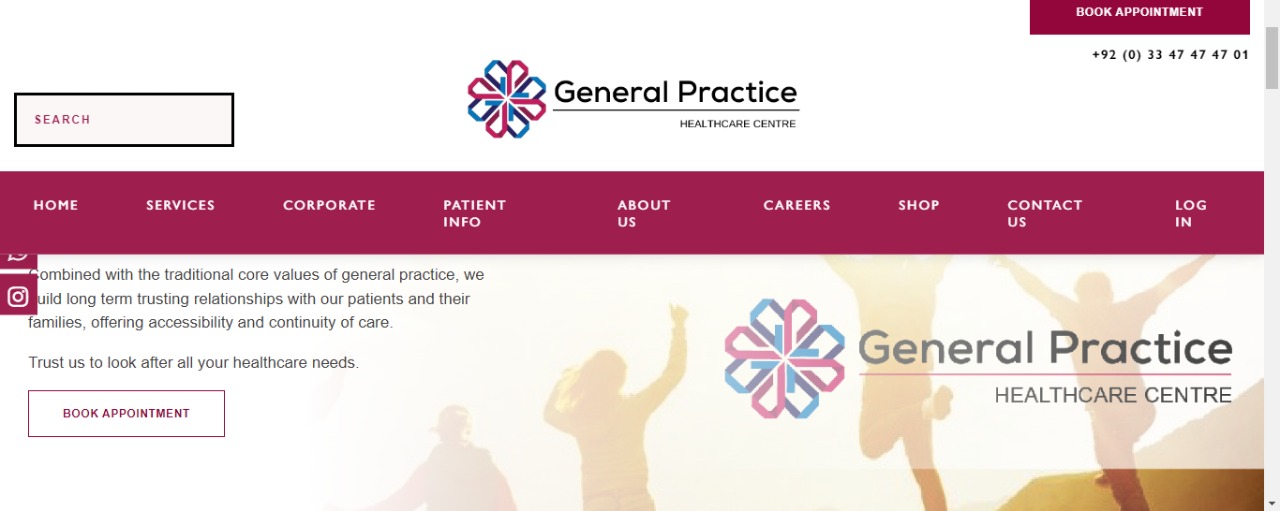 BOOK APPOINTMENT
+92 (0) 33 47 47 47 01
SEARCH
General Practice
HEALTHCARE CENTRE
HOME
SERVICES
CORPORATE
PATIENT
INFO
ABOUT
US
CAREERS
SHOP
CONTACT
US
LOG
IN
Combined with the traditional core values of general practice, we
uild long term trusting relationships with our patients and their
families, offering accessibility and continuity of care.
Trust us to look after all your healthcare needs.
BOOK APPOINTMENT
General Practice
HEALTHCARE CENTRE